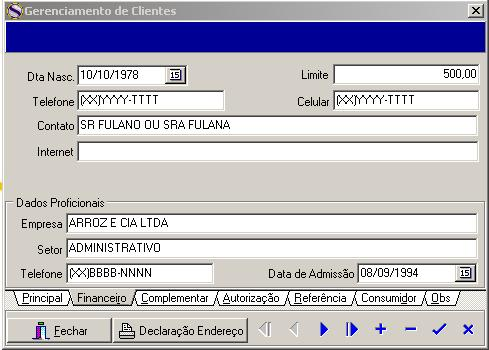 Gerenciamento de Clientes
Dta Nasc. 10/10/1978 15 Limite 500,00
Telefone (XX)YYYY-TTTT Celular (XX)YYYY-TTTT
Contato SR FULANO OU SRA FULANA
Internet
Dados Proficionais
Empresa ARROZ E CIA LTDA
Setor ADMINISTRATIVO
Telefone (XX)BBBB-NNNN Data de Admissão 08/09/1994 15
Principal Financeiro Complementar Autorização Referência Consumidor Obs
Fechar Declaração Endereço